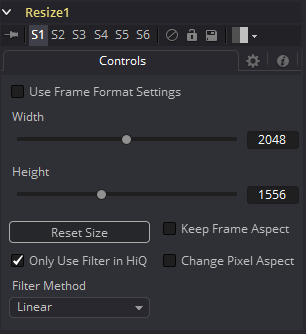 Resize1
S1 S2 S3 S4 S5 S6
Controls
Use Frame Format Settings
Width
2048
Height
1556
Reset Size
Keep Frame Aspect
Only Use Filter in HiQ
Change Pixel Aspect
Filter Method
Linear